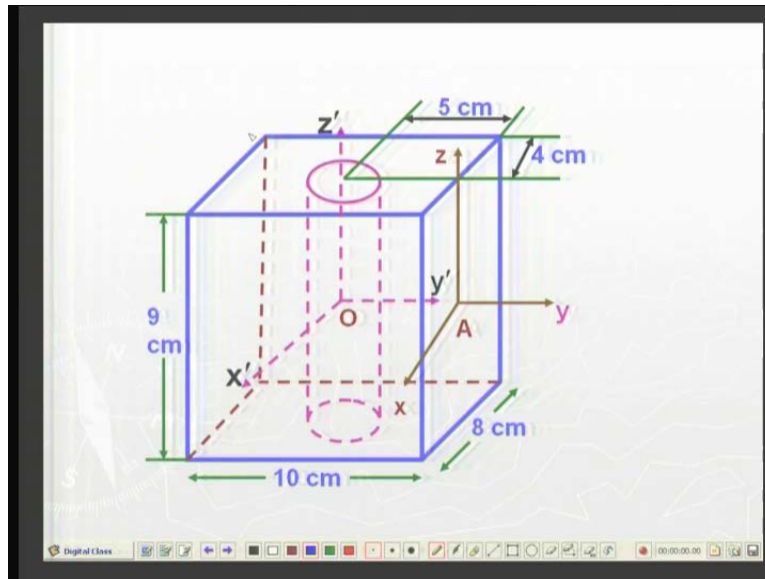 5 cm
z′
z
4 cm
y′
O
A
y
9
cm
x′
x
8 cm
10 cm
N
S
Digital Class
00:00:00.00